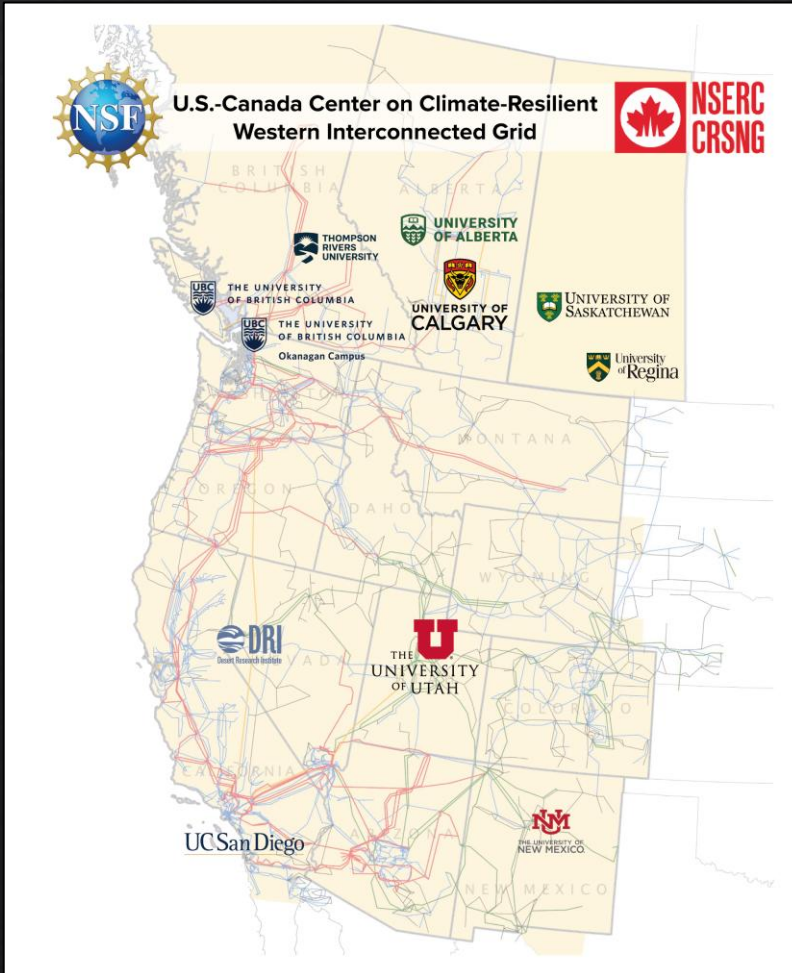 NSF
U.S.-Canada Center on Climate-Resilient
Western Interconnected Grid
NSERC
CRSNG
BRITISH
COLUMBIA
ALBERTA
THOMPSON
RIVERS
UNIVERSITY
UNIVERSITY
OF ALBERTA
UBC
THE UNIVERSITY
OF BRITISH COLUMBIA
UNIVERSITY OF
CALGARY
UNIVERSITY OF
SASKATCHEWAN
UBC
THE UNIVERSITY
OF BRITISH COLUMBIA
Okanagan Campus
University
of Regina
MONTANA
OREGON
IDAHO
WYOMING
DRI
Desert Research Institute
NEVADA
U
THE
UNIVERSITY
OF UTAH
COLORADO
CALIFORNIA
UC San Diego
ARIZONA
NM
THE UNIVERSITY OF
NEW MEXICO
NEW MEXICO